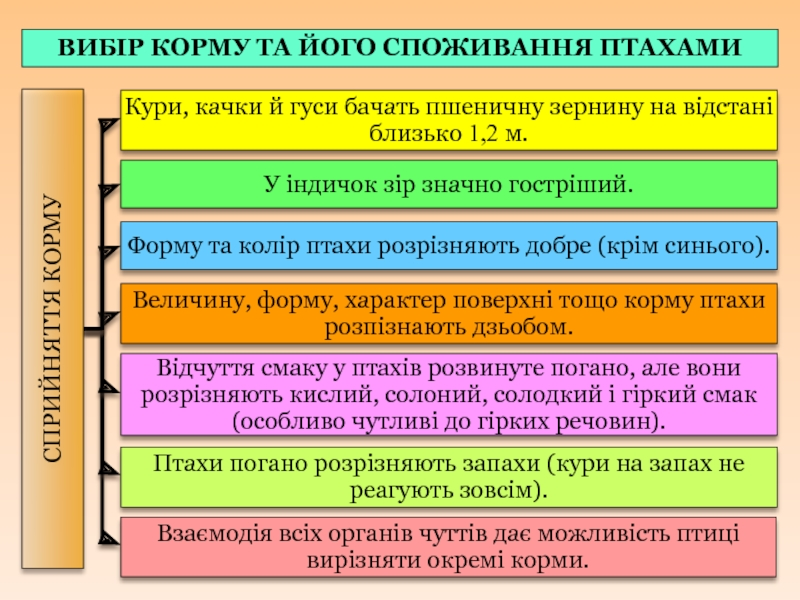 ВИБІР КОРМУ ТА ЙОГО СПОЖИВАННЯ ПТАХАМИ
СПРИЙНЯТТЯ КОРМУ
Кури, качки й гуси бачать пшеничну зернину на відстані
близько 1,2 м.
У індичок зір значно гостріший.
Форму та колір птахи розрізняють добре (крім синього).
Величину, форму, характер поверхні тощо корму птахи
розпізнають дзьобом.
Відчуття смаку у птахів розвинуте погано, але вони
розрізняють кислий, солоний, солодкий і гіркий смак
(особливо чутливі до гірких речовин).
Птахи погано розрізняють запахи (кури на запах не
реагують зовсім).
Взаємодія всіх органів чуттів дає можливість птиці
вирізняти окремі корми.